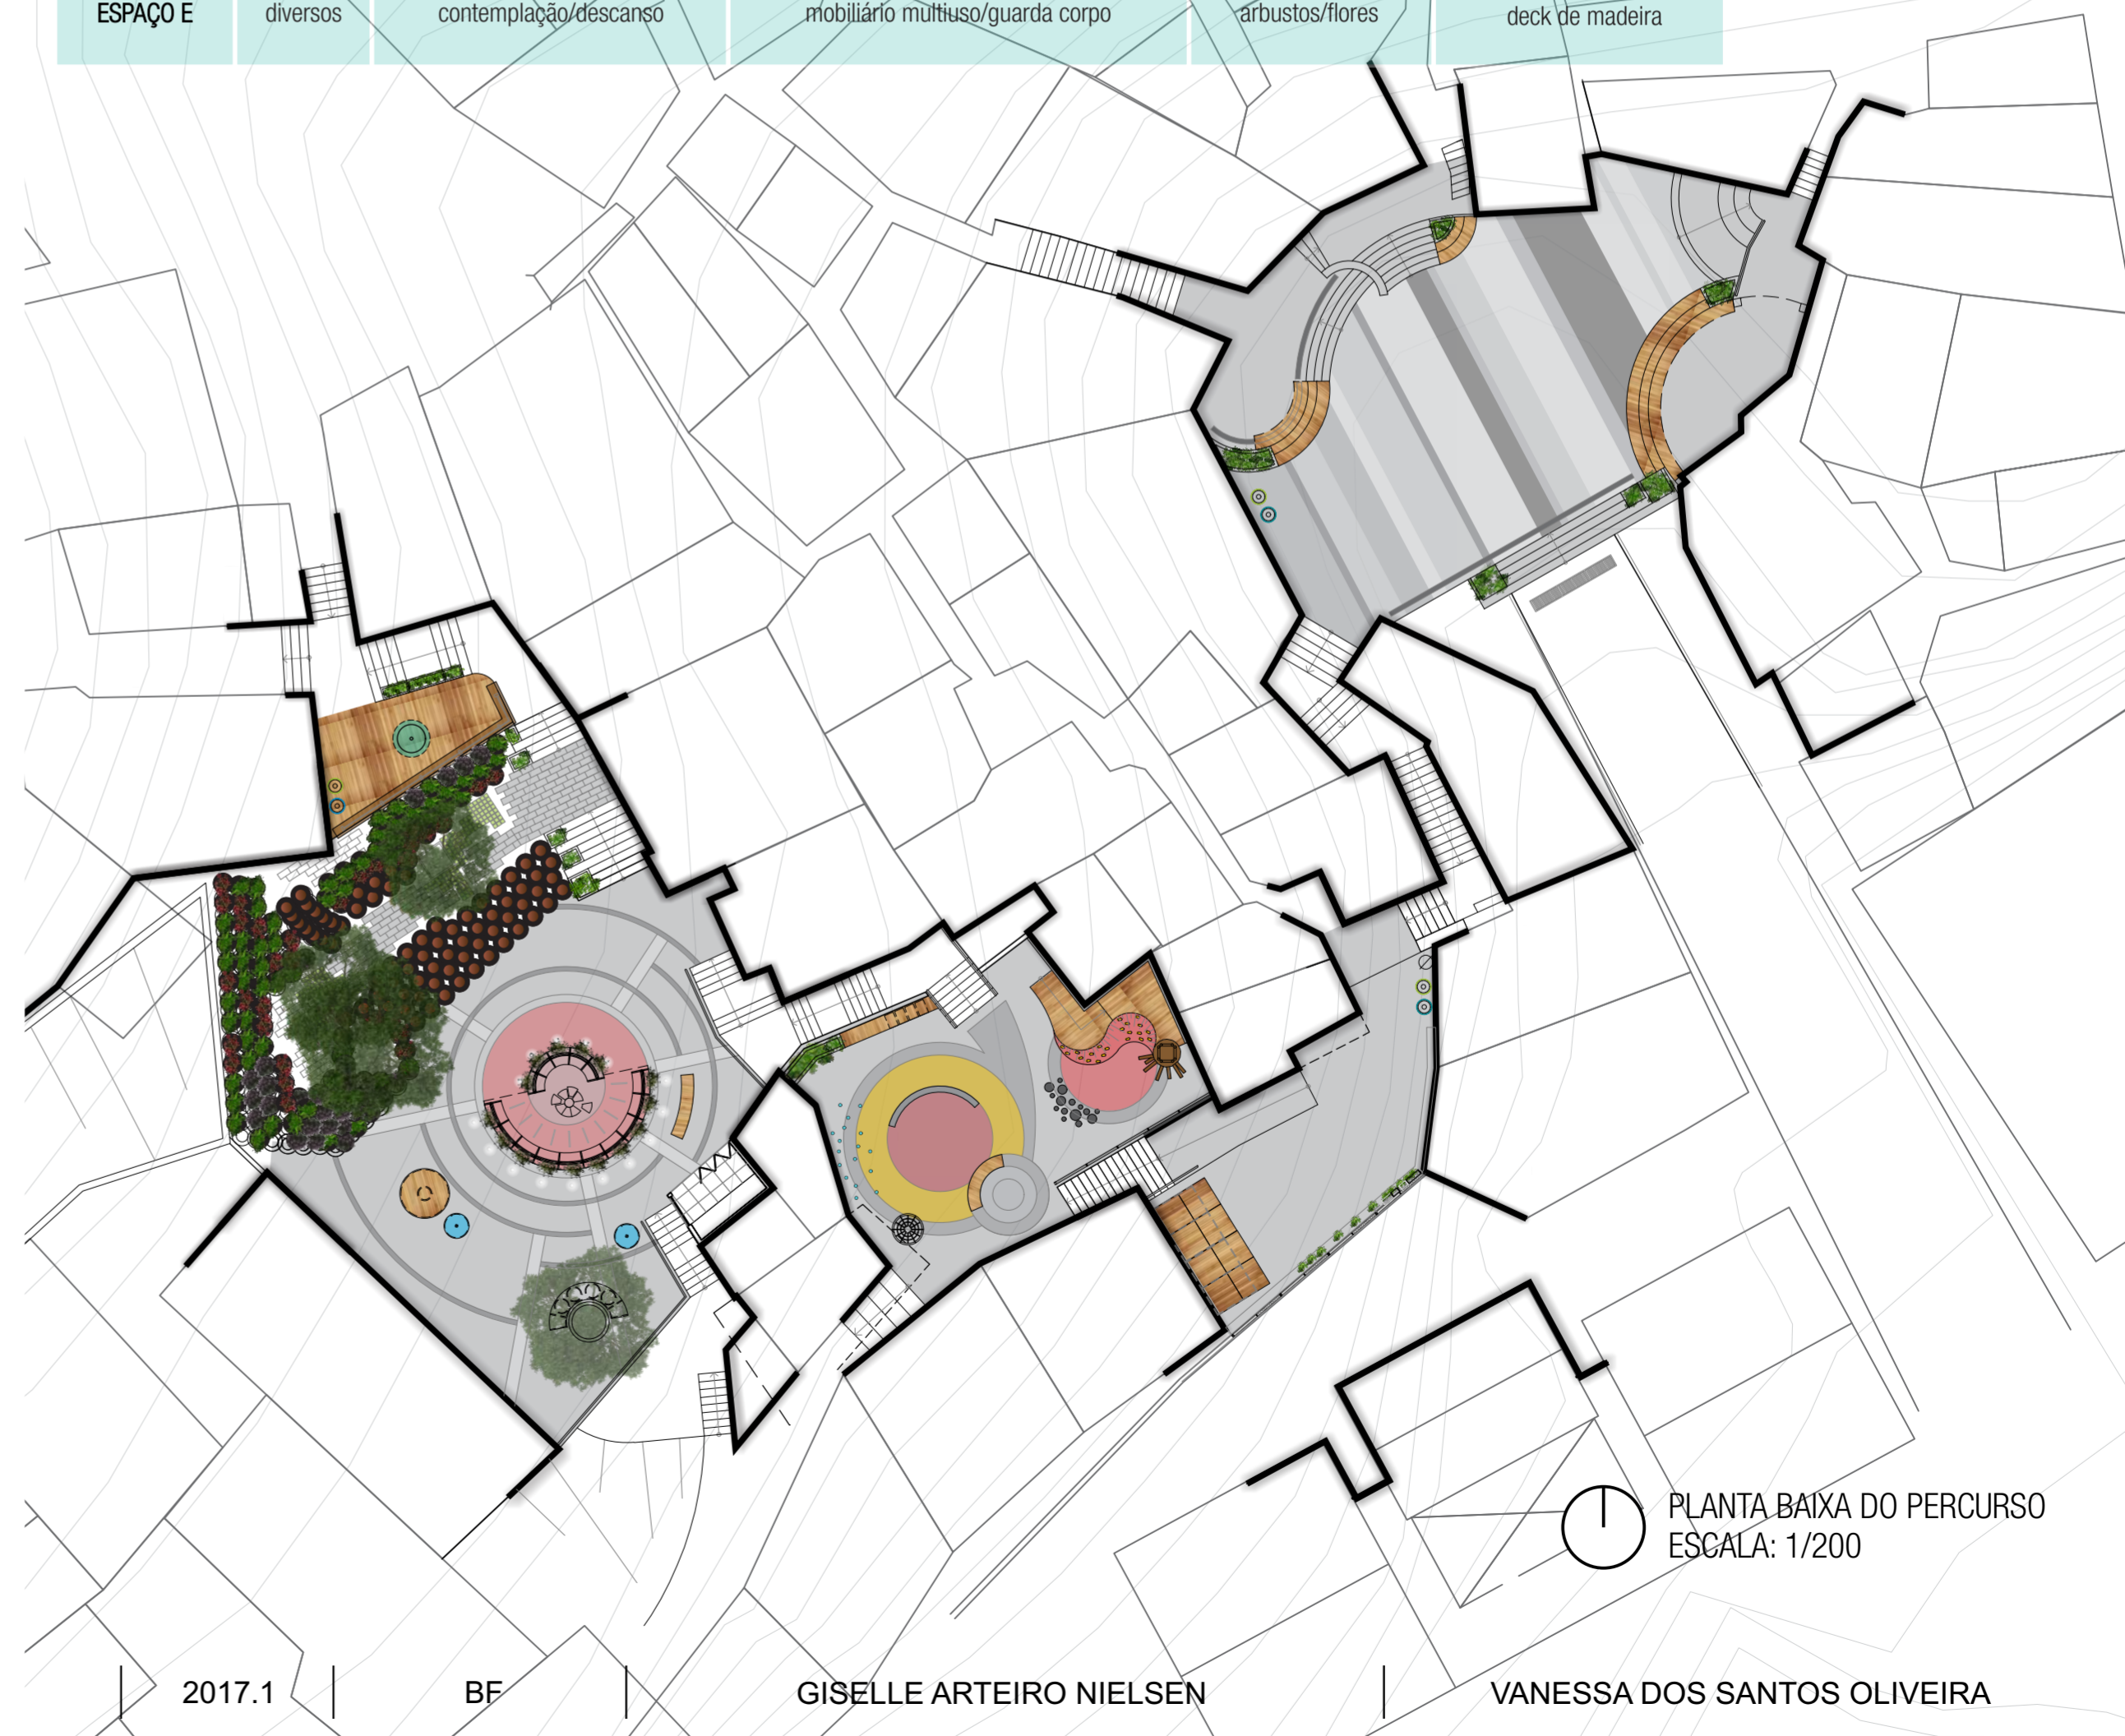 ESPAÇO E diversos contemplação/descanso mobiliário multiuso/guarda corpo arbustos/flores deck de madeira
PLANTA BAIXA DO PERCURSO
ESCALA: 1/200
2017.1 BF GISELLE ARTEIRO NIELSEN VANESSA DOS SANTOS OLIVEIRA